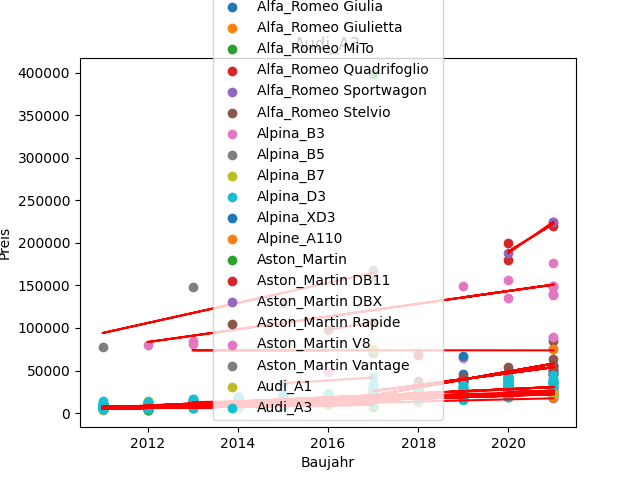 Audi_A3
Alfa_Romeo Giulia
Alfa_Romeo Giulietta
Alfa_Romeo MiTo
Alfa_Romeo Quadrifoglio
Alfa_Romeo Sportwagon
Alfa_Romeo Stelvio
Alpina_B3
Alpina_B5
Alpina_B7
Alpina_D3
Alpina_XD3
Alpine_A110
Aston_Martin
Aston_Martin DB11
Aston_Martin DBX
Aston_Martin Rapide
Aston_Martin V8
Aston_Martin Vantage
Audi_A1
Audi_A3
400000
350000
300000
250000
200000
150000
100000
50000
0
Preis
2012 2014 2016 2018 2020
Baujahr